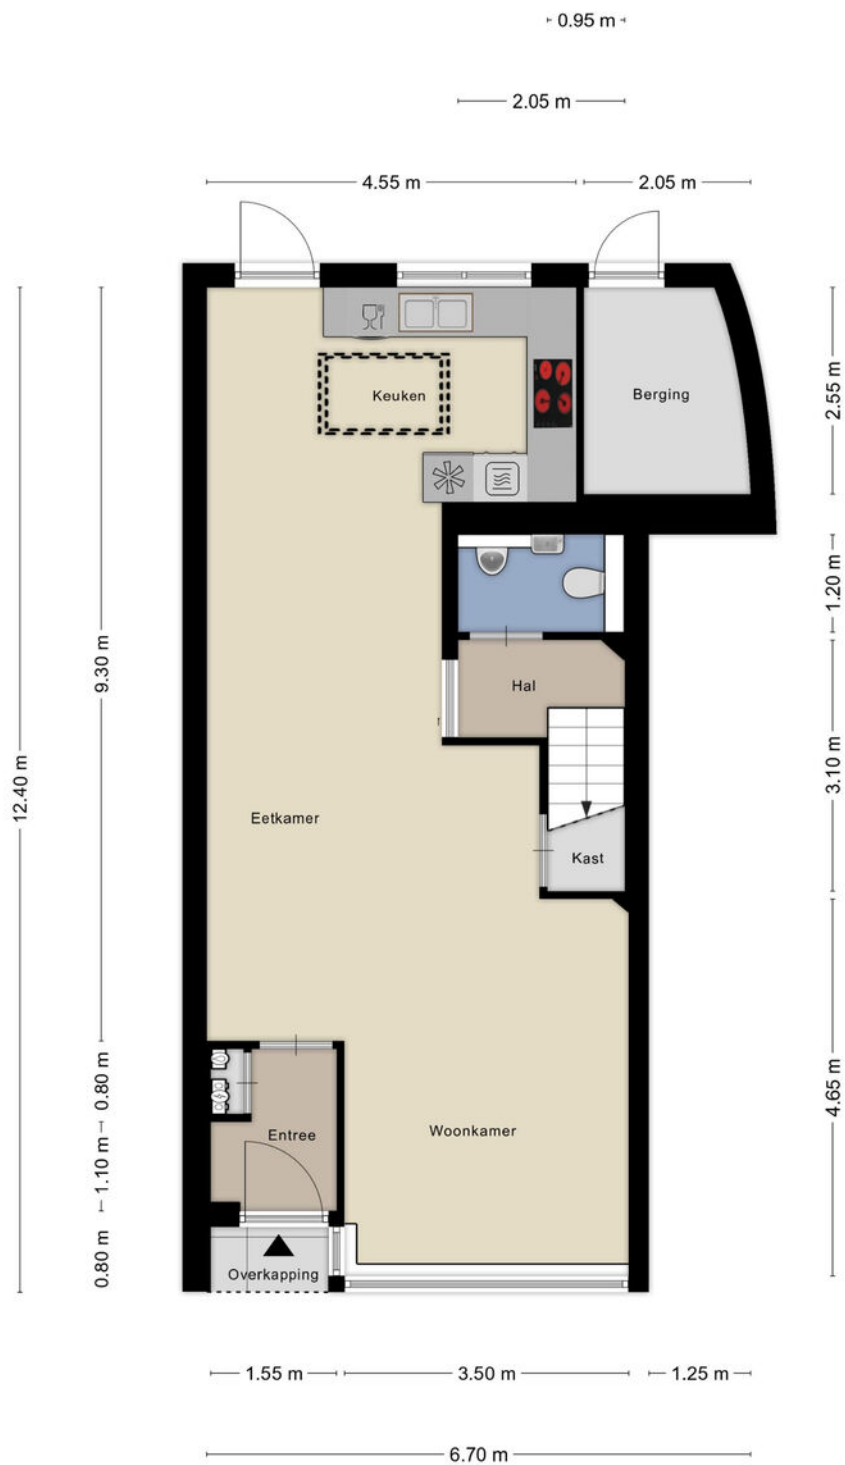 0.95 m
2.05 m
4.55 m
2.05 m
Keuken
Berging
2.55 m
1.20 m
9.30 m
Hal
12.40 m
3.10 m
Eetkamer
Kast
0.80 m
4.65 m
Entree
Woonkamer
1.10 m
0.80 m
Overkapping
1.55 m
3.50 m
1.25 m
6.70 m